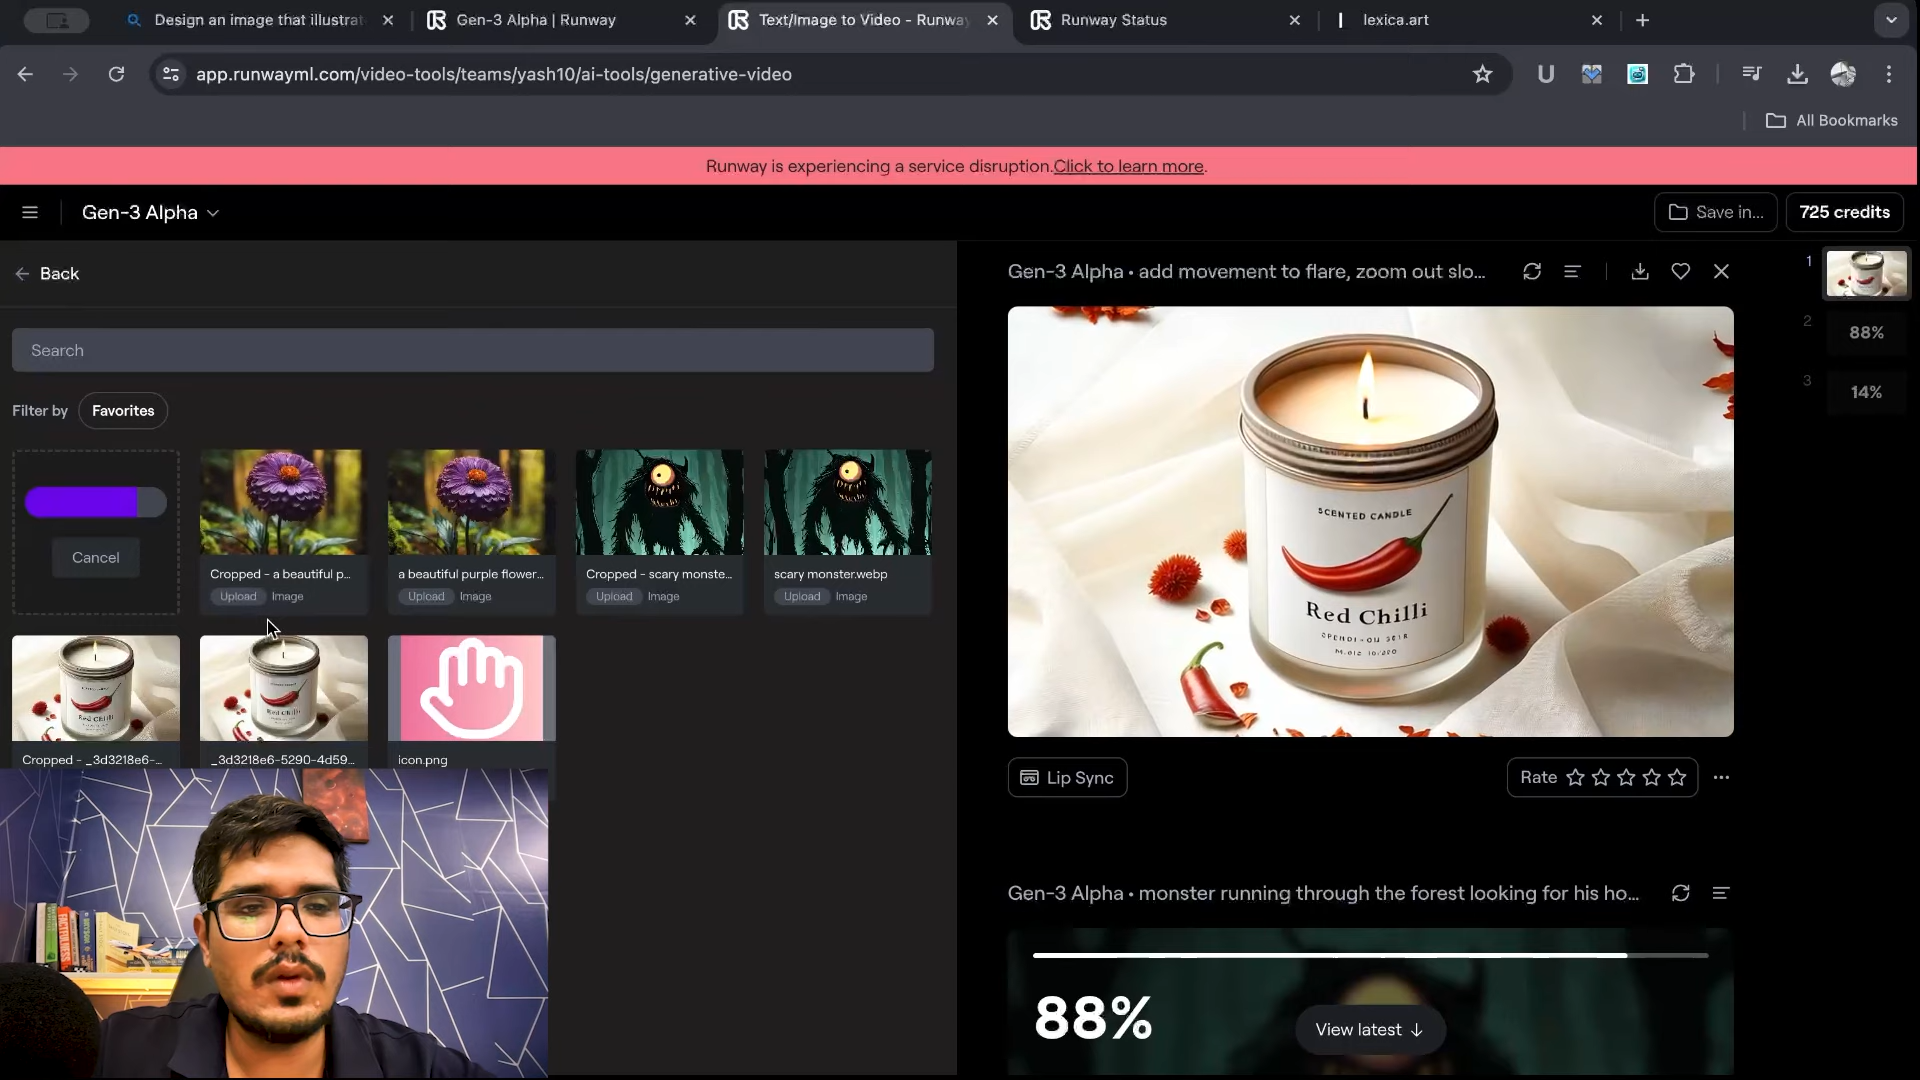 Design an image that illustrat
Gen-3 Alpha | Runway
Text/Image to Video - Runway
Runway Status
lexica.art
app.runwayml.com/video-tools/teams/yash10/ai-tools/generative-video
All Bookmarks
Runway is experiencing a service disruption.Click to learn more.
Gen-3 Alpha
Save in...
725 credits
Back
Search
Filter by
Favorites
Cancel
Cropped - a beautiful p...
Upload Image
a beautiful purple flower...
Upload Image
Cropped - scary monste...
Upload Image
scary monster.webp
Upload Image
Cropped - _3d3218e6-...
_3d3218e6-5290-4d59...
icon.png
Gen-3 Alpha • add movement to flare, zoom out slo...
SCENTED CANDLE
Red Chilli
Lip Sync
Rate
Gen-3 Alpha • monster running through the forest looking for his ho...
88%
View latest
1
2
88%
3
14%